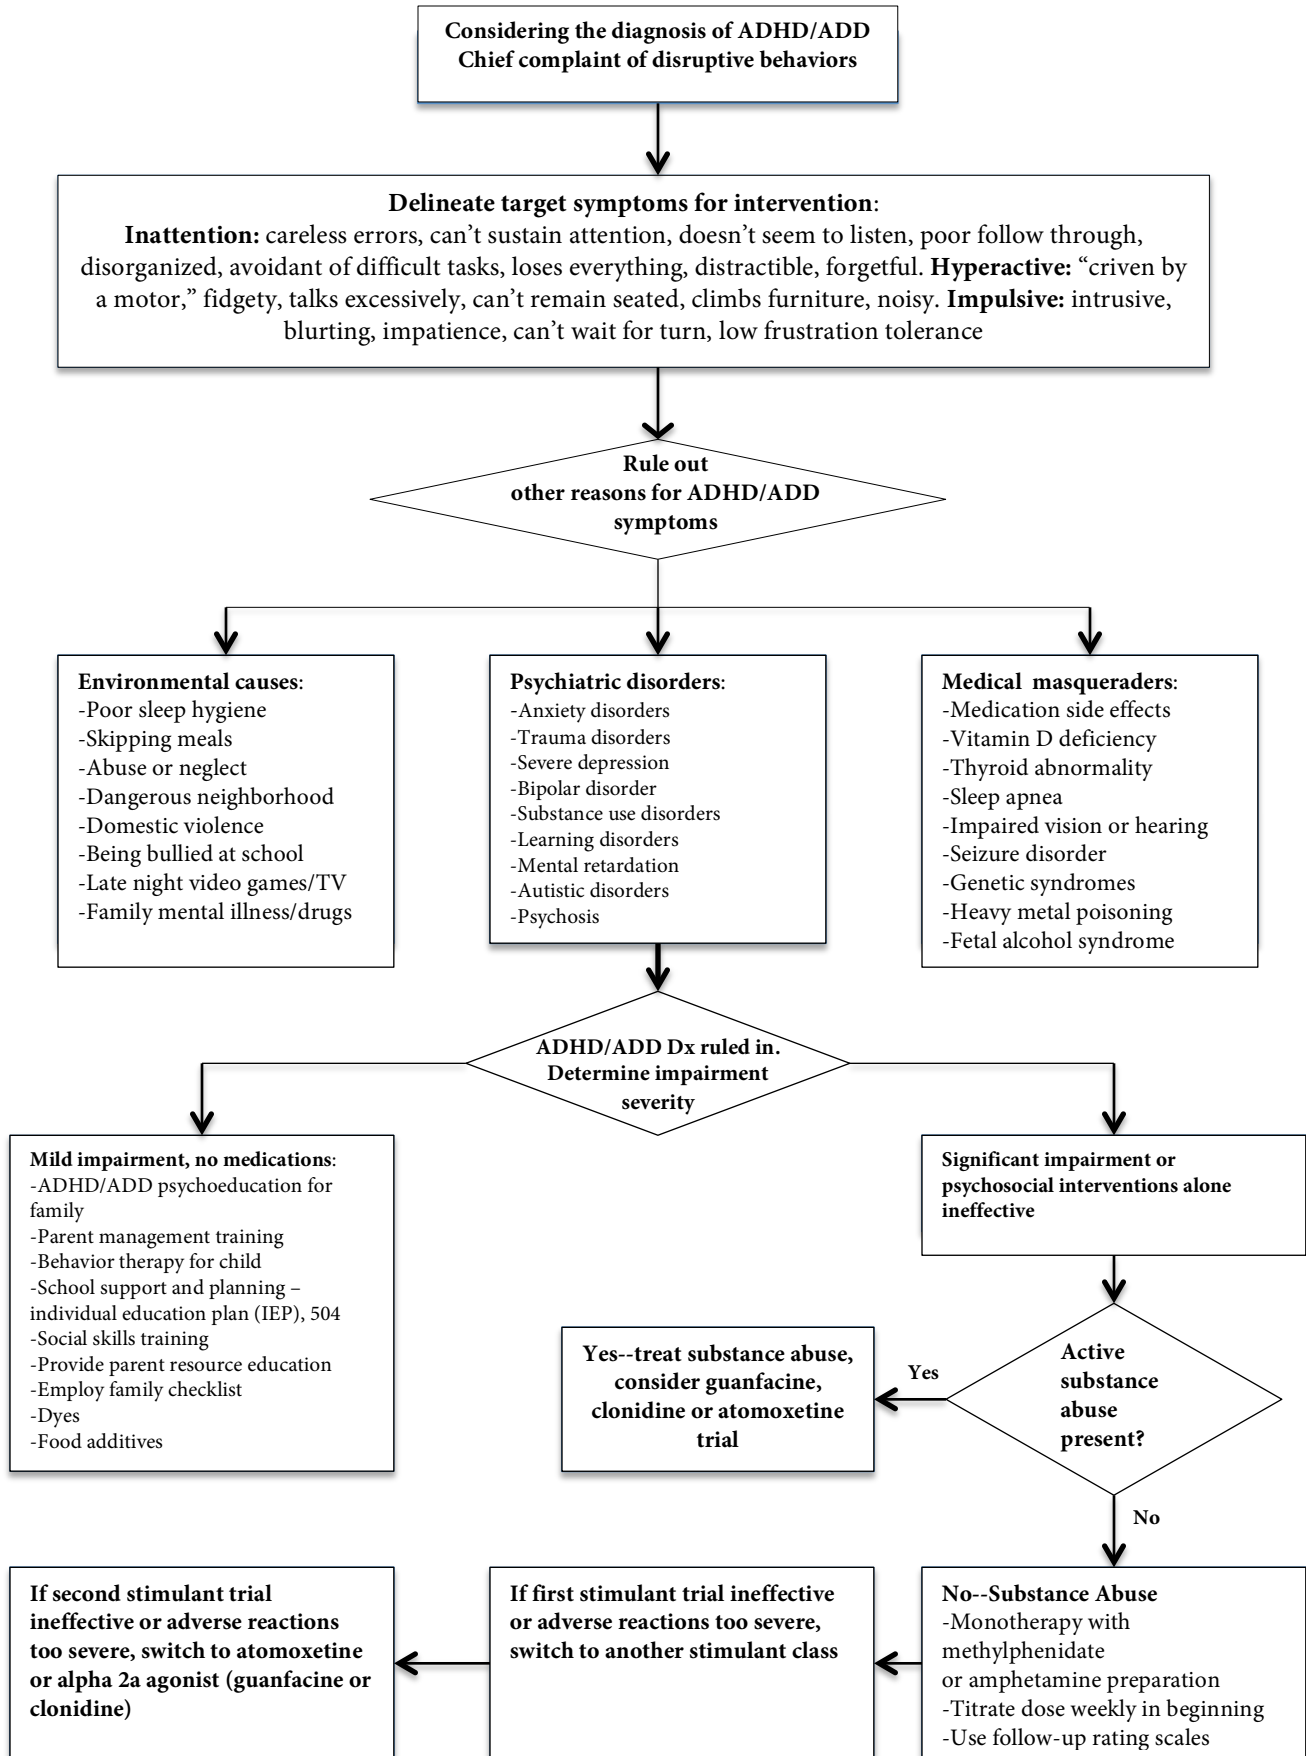 Considering the diagnosis of ADHD/ADD
Chief complaint of disruptive behaviors
Delineate target symptoms for intervention:
Inattention: careless errors, can’t sustain attention, doesn’t seem to listen, poor follow through,
disorganized, avoidant of difficult tasks, loses everything, distractible, forgetful. Hyperactive: “criven by
a motor,” fidgety, talks excessively, can’t remain seated, climbs furniture, noisy. Impulsive: intrusive,
blurting, impatience, can’t wait for turn, low frustration tolerance
Rule out
other reasons for ADHD/ADD
symptoms
Environmental causes:
-Poor sleep hygiene
-Skipping meals
-Abuse or neglect
-Dangerous neighborhood
-Domestic violence
-Being bullied at school
-Late night video games/TV
-Family mental illness/drugs
Psychiatric disorders:
-Anxiety disorders
-Trauma disorders
-Severe depression
-Bipolar disorder
-Substance use disorders
-Learning disorders
-Mental retardation
-Autistic disorders
-Psychosis
Medical masqueraders:
-Medication side effects
-Vitamin D deficiency
-Thyroid abnormality
-Sleep apnea
-Impaired vision or hearing
-Seizure disorder
-Genetic syndromes
-Heavy metal poisoning
-Fetal alcohol syndrome
ADHD/ADD Dx ruled in.
Determine impairment
severity
Mild impairment, no medications:
-ADHD/ADD psychoeducation for
family
-Parent management training
-Behavior therapy for child
-School support and planning –
individual education plan (IEP), 504
-Social skills training
-Provide parent resource education
-Employ family checklist
-Dyes
-Food additives
Significant impairment or
psychosocial interventions alone
ineffective
Active
substance
abuse
present?
Yes
Yes--treat substance abuse,
consider guanfacine,
clonidine or atomoxetine
trial
No
No--Substance Abuse
-Monotherapy with
methylphenidate
or amphetamine preparation
-Titrate dose weekly in beginning
-Use follow-up rating scales
If first stimulant trial ineffective
or adverse reactions too severe,
switch to another stimulant class
If second stimulant trial
ineffective or adverse reactions
too severe, switch to atomoxetine
or alpha 2a agonist (guanfacine or
clonidine)